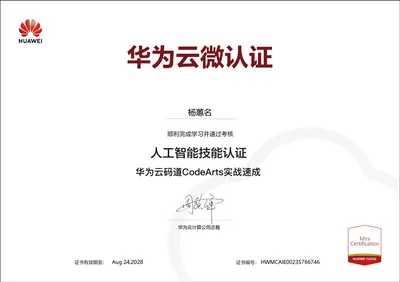 HUAWEI
华为云微认证
杨蕙名
顺利完成学习并通过考核
人工智能技能认证
华为云码道CodeArts实战速成
华为云计算公司总裁
证书有效期至: Aug 24,2028
证书编号: HWMCAIE00235766746
Mini
Certification
HUAWEI CLOUD